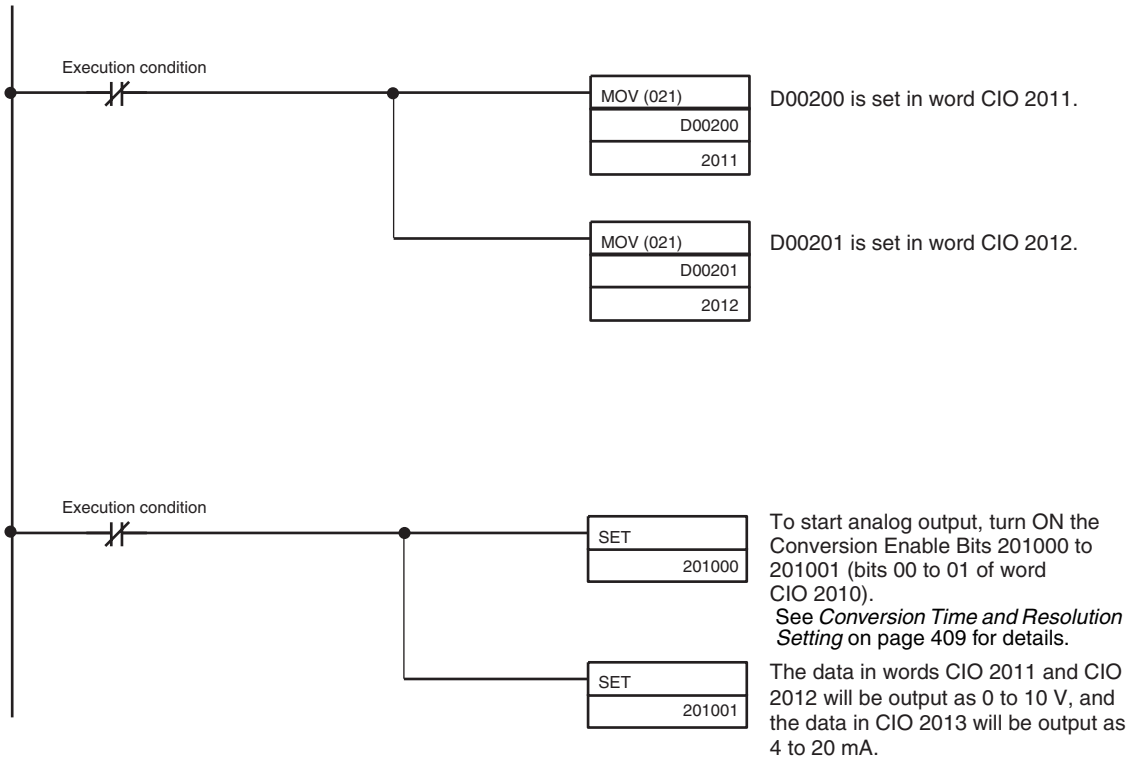 Execution condition
MOV (021)
D00200
2011
D00200 is set in word CIO 2011.
MOV (021)
D00201
2012
D00201 is set in word CIO 2012.
Execution condition
SET
201000
To start analog output, turn ON the
Conversion Enable Bits 201000 to
201001 (bits 00 to 01 of word
CIO 2010).
See Conversion Time and Resolution
Setting on page 409 for details.
SET
201001
The data in words CIO 2011 and CIO
2012 will be output as 0 to 10 V, and
the data in CIO 2013 will be output as
4 to 20 mA.